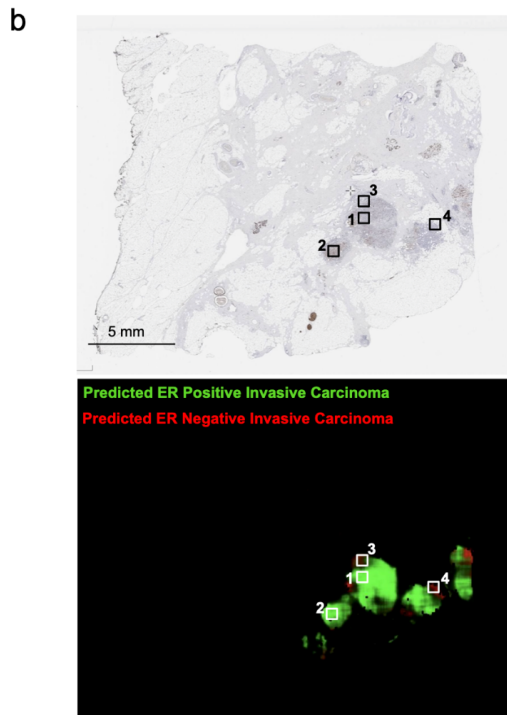 b
3
1
4
2
5 mm
Predicted ER Positive Invasive Carcinoma
Predicted ER Negative Invasive Carcinoma
3
1
4
2